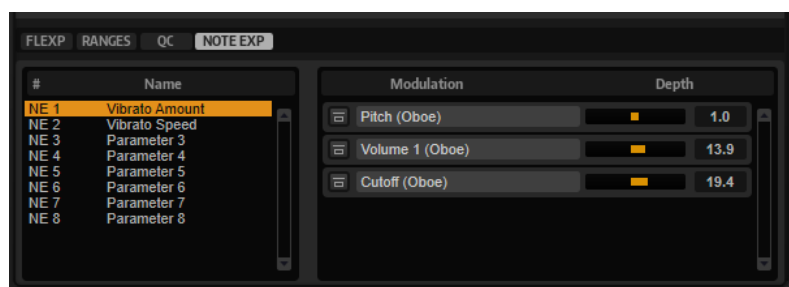 FLEXP RANGES QC NOTE EXP
# Name
NE 1 Vibrato Amount
NE 2 Vibrato Speed
NE 3 Parameter 3
NE 4 Parameter 4
NE 5 Parameter 5
NE 6 Parameter 6
NE 7 Parameter 7
NE 8 Parameter 8
Modulation Depth
Pitch (Oboe) 1.0
Volume 1 (Oboe) 13.9
Cutoff (Oboe) 19.4